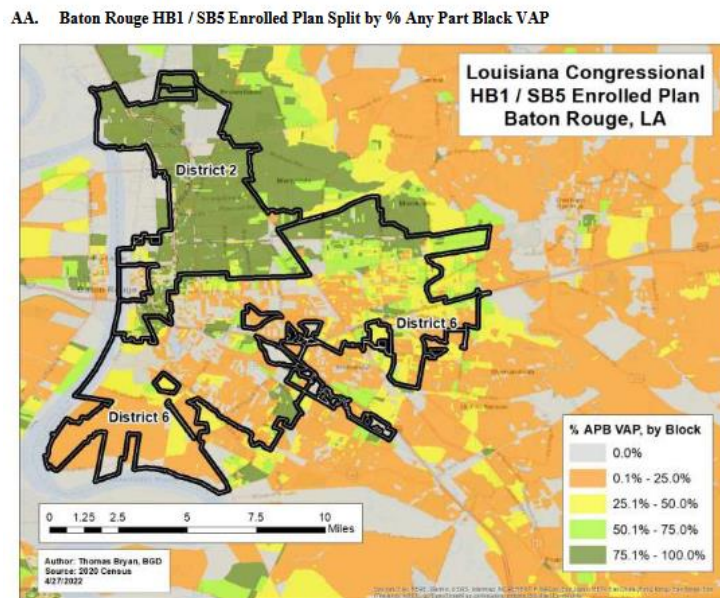 AA. Baton Rouge HB1 / SB5 Enrolled Plan Split by % Any Part Black VAP
Louisiana Congressional
HB1 / SB5 Enrolled Plan
Baton Rouge, LA
District 2
District 6
District 6
% APB VAP, by Block
0.0%
0.1% - 25.0%
25.1% - 50.0%
50.1% - 75.0%
75.1% - 100.0%
0 1.25 2.5 5 7.5 10
Miles
Author: Thomas Bryan, BGD
Source: 2020 Census
4/27/2022